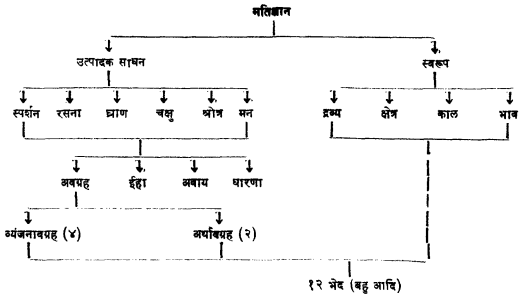 मतिज्ञान
उत्पादक साधन स्वरूप
स्पर्शन रसना घ्राण चक्षु श्रोत्र मन द्रव्य क्षेत्र काल भाव
अवग्रह ईहा अवाय धारणा
व्यंजनावग्रह (४) अर्थावग्रह (२)
१२ भेद (बहु आदि)